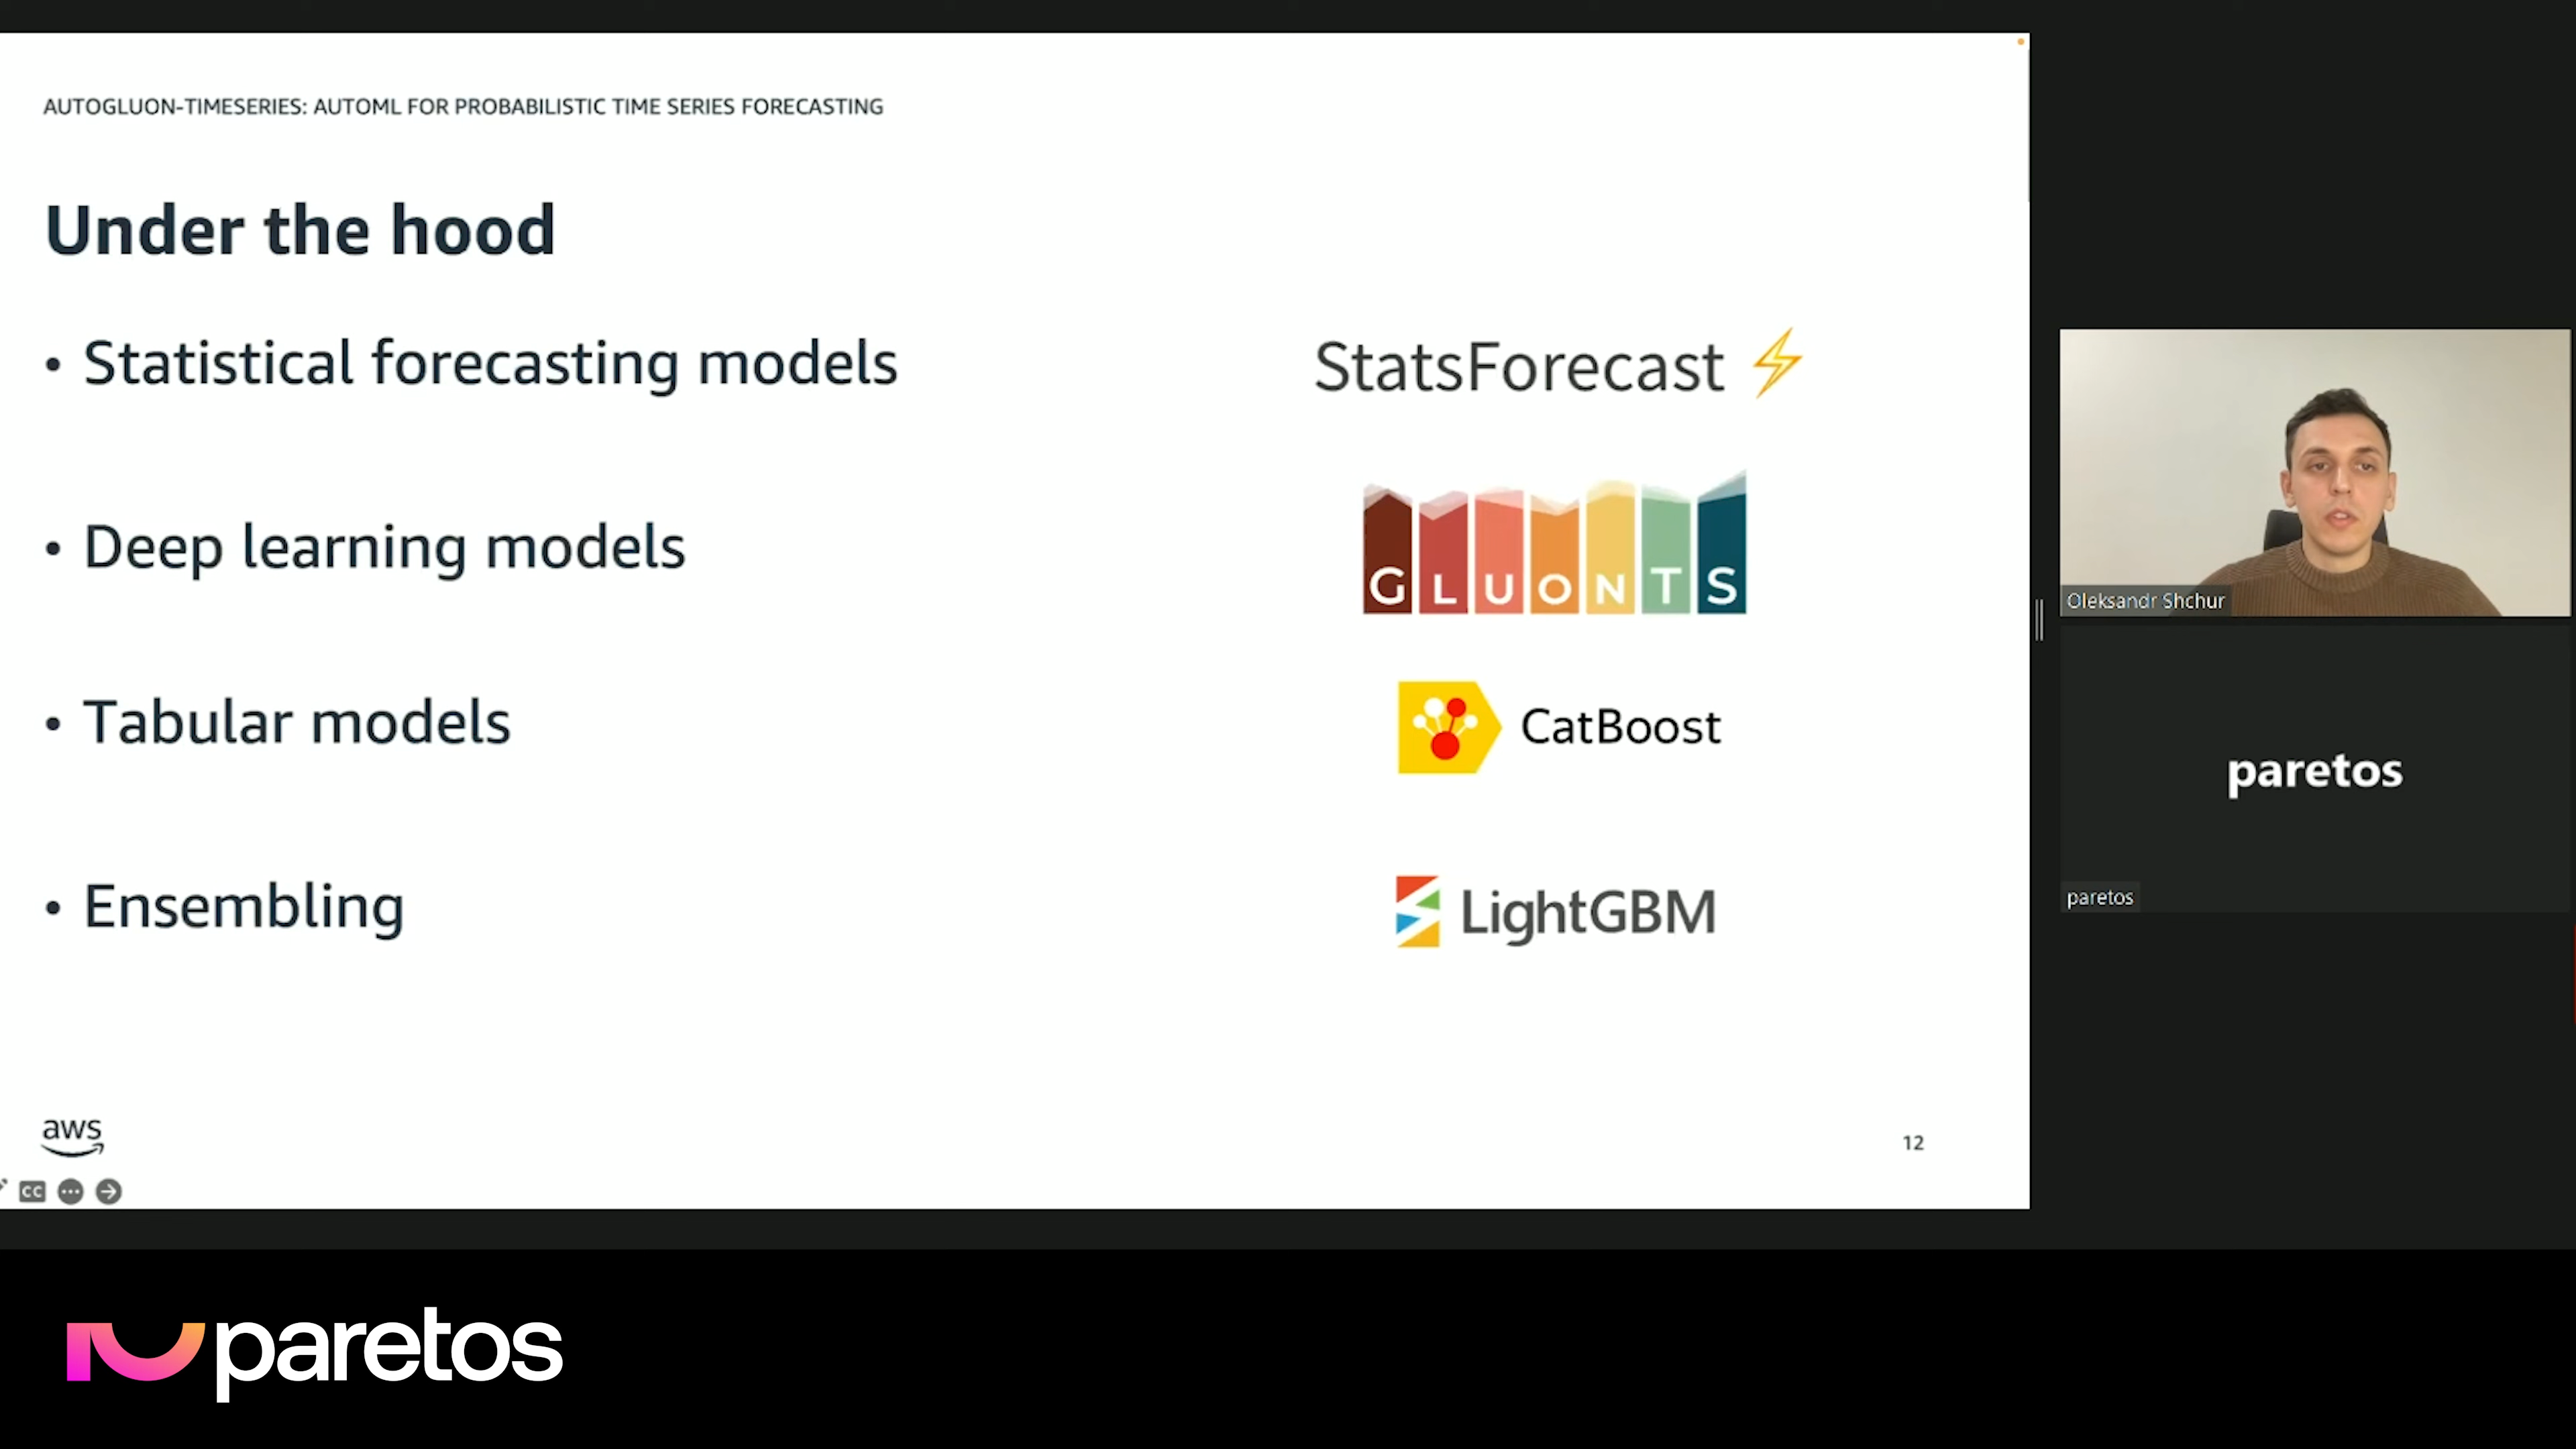 AUTOGLUON-TIMESERIES: AUTOML FOR PROBABILISTIC TIME SERIES FORECASTING
Under the hood
• Statistical forecasting models
StatsForecast
• Deep learning models
GLUONTS
• Tabular models
CatBoost
• Ensembling
LightGBM
aws
12
CC
Oleksandr Shchur
paretos
paretos
paretos